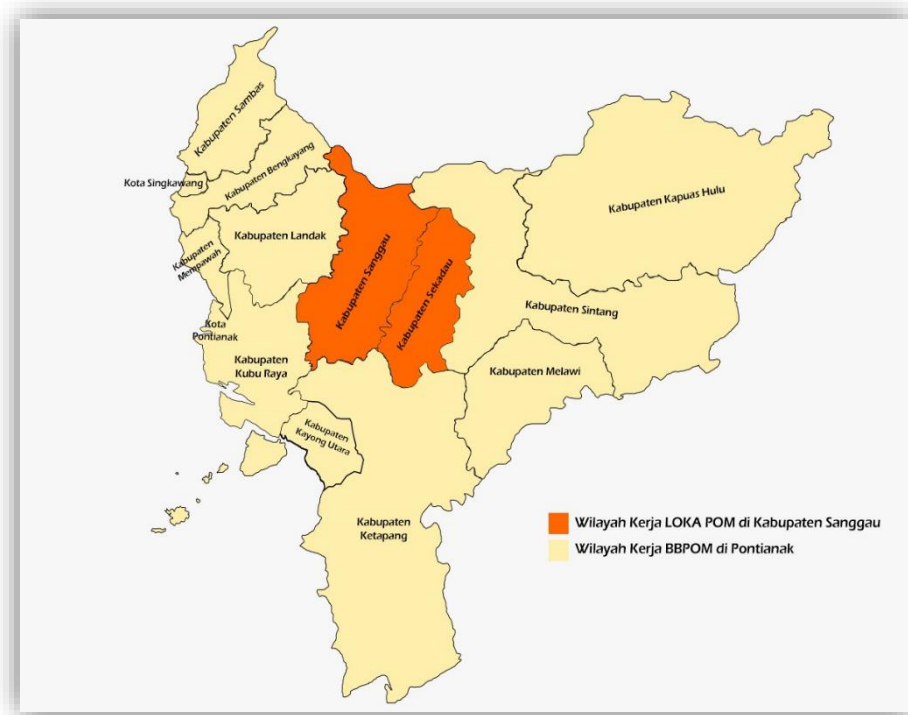 Kabupaten Sambas
Kota Singkawang
Kabupaten Bengkayang
Kabupaten
Mempawah
Kabupaten Landak
Kabupaten Sanggau
Kabupaten Sekadau
Kabupaten Kapuas Hulu
Kabupaten Sintang
Kota
Pontianak
Kabupaten
Kubu Raya
Kabupaten Melawi
Kabupaten
Kayong Utara
Kabupaten
Ketapang
Wilayah Kerja LOKA POM di Kabupaten Sanggau
Wilayah Kerja BBPOM di Pontianak